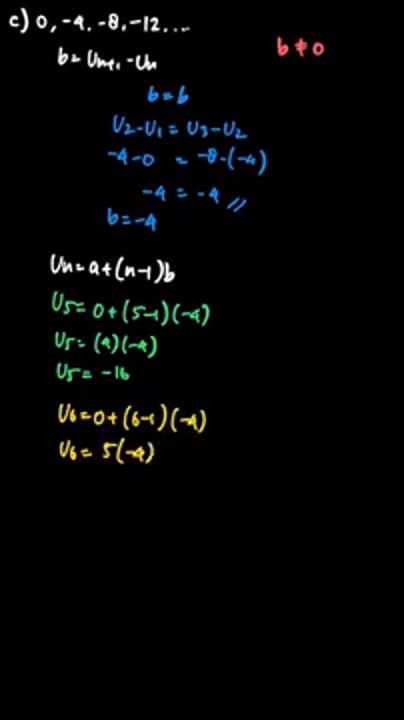 c) 0, -4, -8, -12, ...
b ≠ 0
b = Un+1 - Un
b = b
U2 - U1 = U3 - U2
-4 - 0 = -8 - (-4)
-4 = -4 //
b = -4
Un = a + (n-1)b
U5 = 0 + (5-1)(-4)
U5 = (4)(-4)
U5 = -16
U6 = 0 + (6-1)(-4)
U6 = 5(-4)